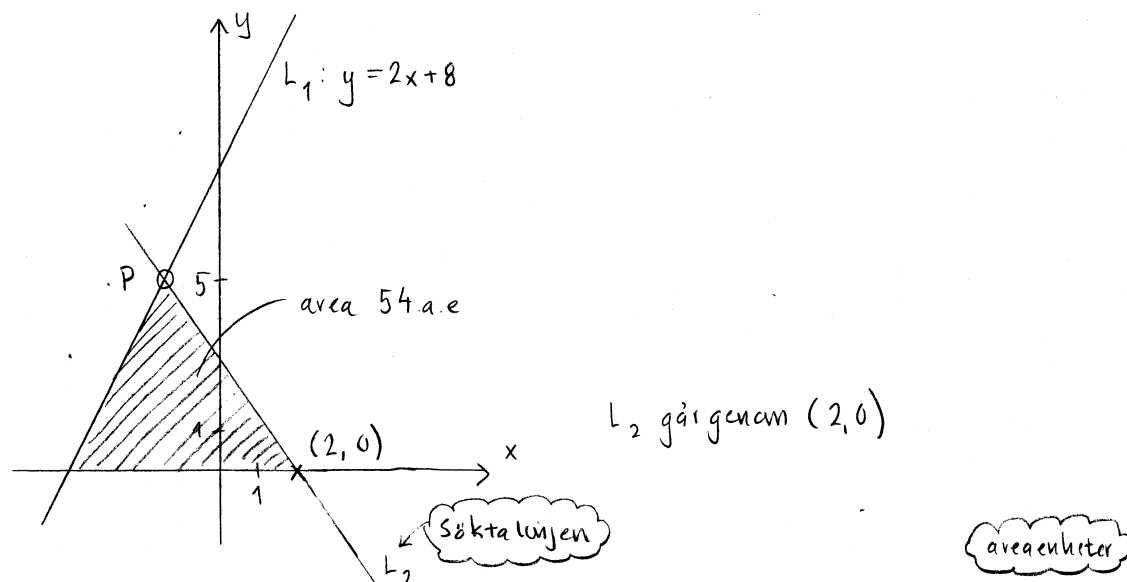 y
L₁: y = 2x+8
P
5
area 54 a.e
1
(2,0)
x
1
L₂ går genom (2,0)
Sökta linjen
L₂
areaenheter